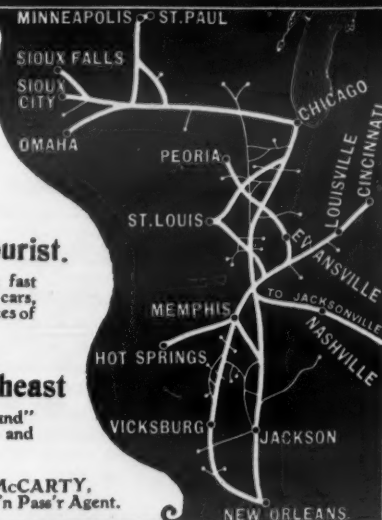 MINNEAPOLIS
ST. PAUL
SIOUX FALLS
SIOUX
CITY
OMAHA
CHICAGO
PEORIA
LOUISVILLE
CINCINNATI
ST. LOUIS
EVANSVILLE
TO JACKSONVILLE
MEMPHIS
NASHVILLE
HOT SPRINGS
VICKSBURG
JACKSON
NEW ORLEANS
urist.
fast
cars,
es of
heast
and"
and
McCARTY,
'n Pass'r Agent.